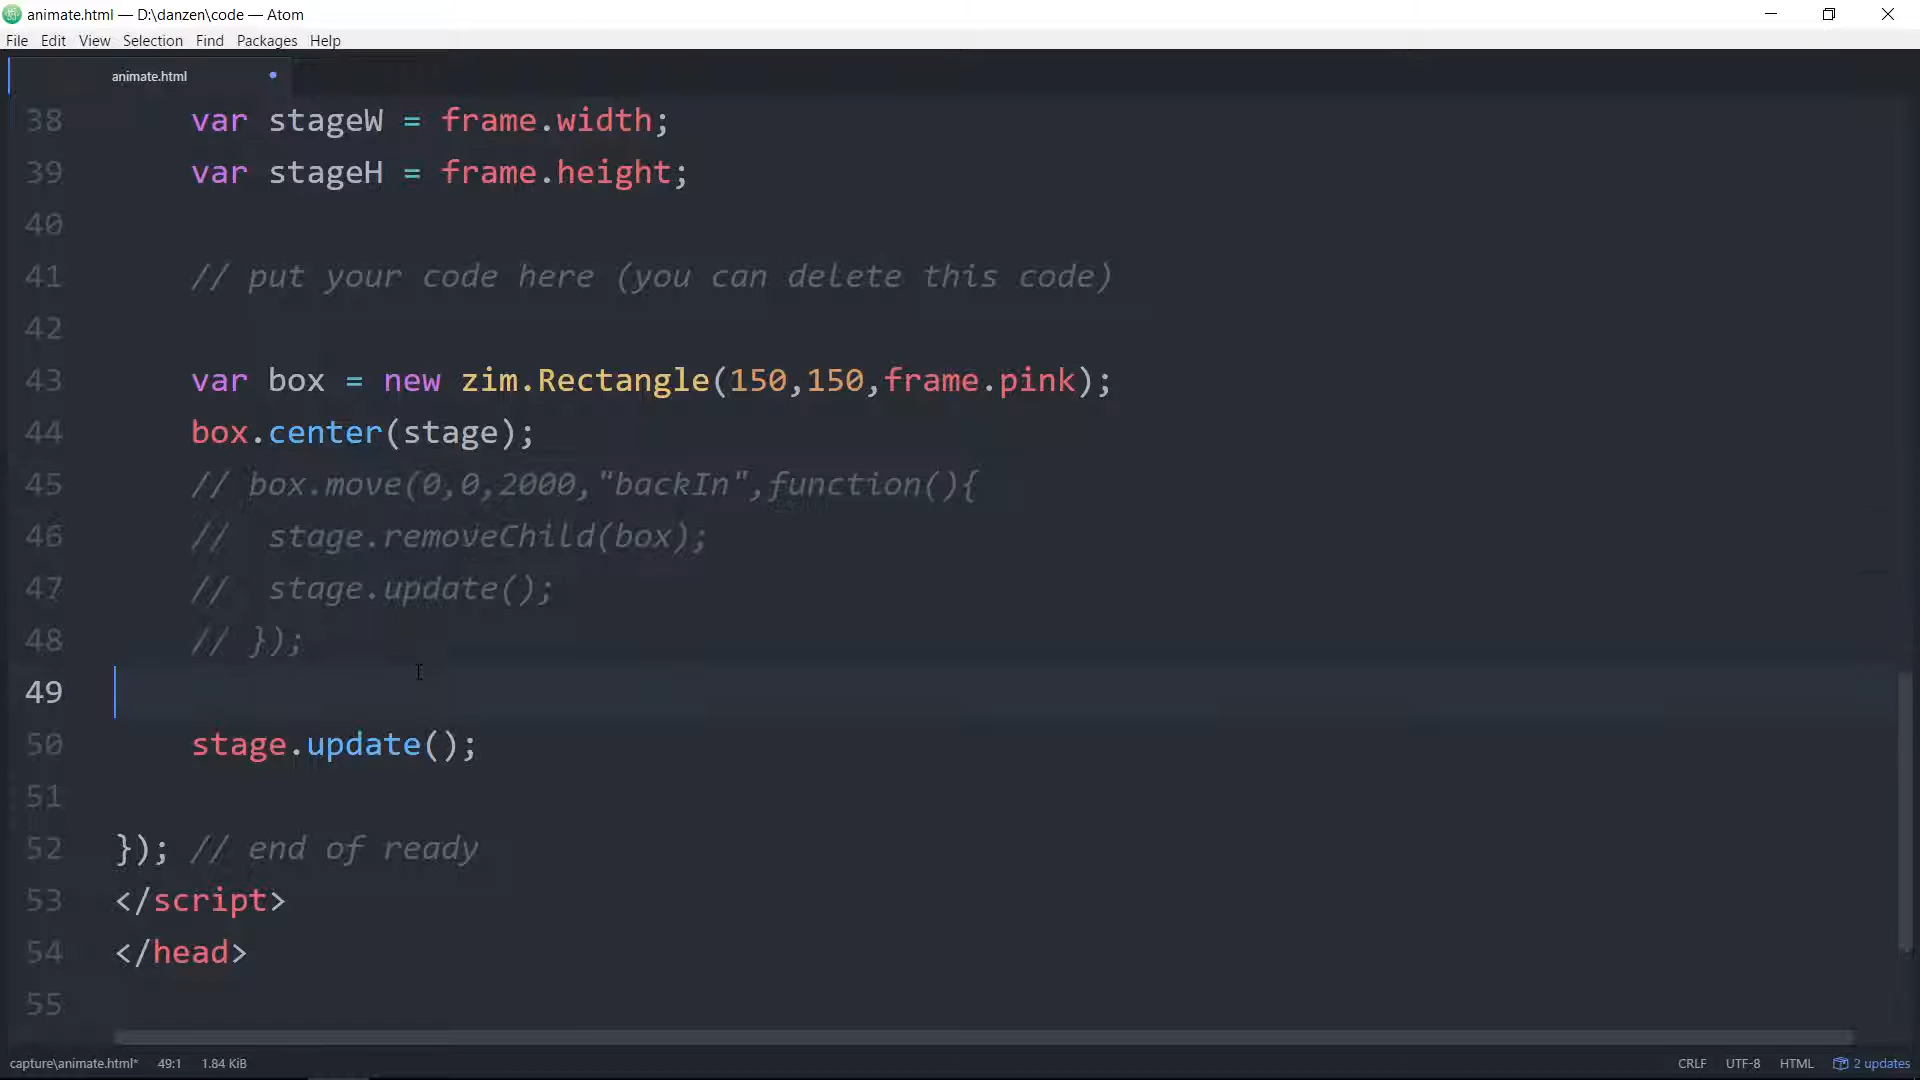 animate.html — D:\danzen\code — Atom
File Edit View Selection Find Packages Help
animate.html
38 var stageW = frame.width;
39 var stageH = frame.height;
40
41 // put your code here (you can delete this code)
42
43 var box = new zim.Rectangle(150,150,frame.pink);
44 box.center(stage);
45 // box.move(0,0,2000,"backIn",function(){
46 // stage.removeChild(box);
47 // stage.update();
48 // });
49
50 stage.update();
51
52 }); // end of ready
53 </script>
54 </head>
55
capture\animate.html* 49:1 1.84 KiB CRLF UTF-8 HTML 2 updates